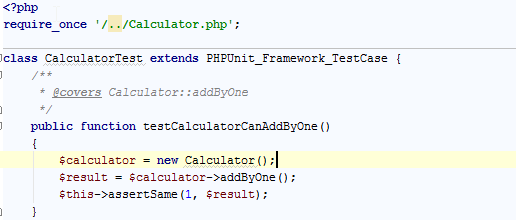 <?php
require_once '/../Calculator.php';
class CalculatorTest extends PHPUnit_Framework_TestCase {
/**
* @covers Calculator::addByOne
*/
public function testCalculatorCanAddByOne()
{
$calculator = new Calculator();
$result = $calculator->addByOne();
$this->assertSame(1, $result);
}